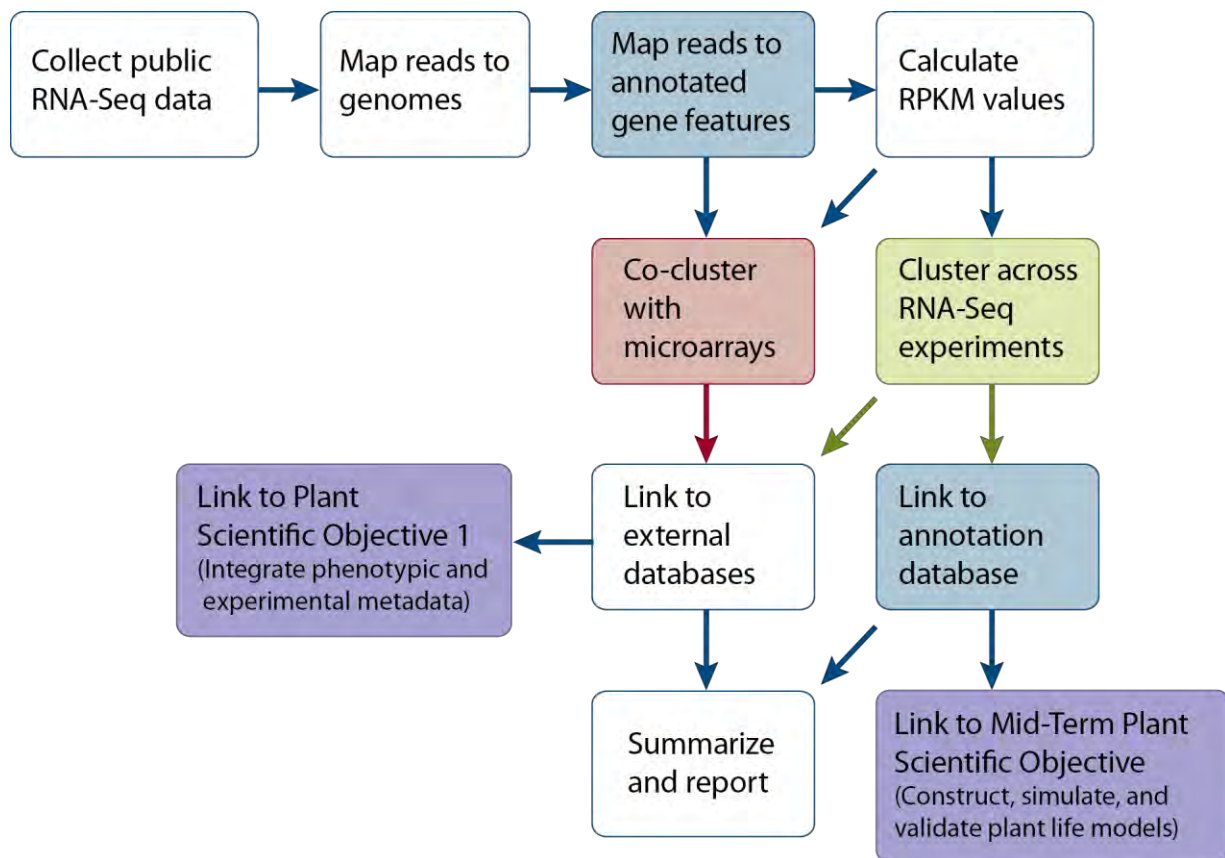 Collect public
RNA-Seq data
Map reads to
genomes
Map reads to
annotated
gene features
Calculate
RPKM values
Co-cluster
with
microarrays
Cluster across
RNA-Seq
experiments
Link to Plant
Scientific Objective 1
(Integrate phenotypic and
experimental metadata)
Link to
external
databases
Link to
annotation
database
Summarize
and report
Link to Mid-Term Plant
Scientific Objective
(Construct, simulate, and
validate plant life models)